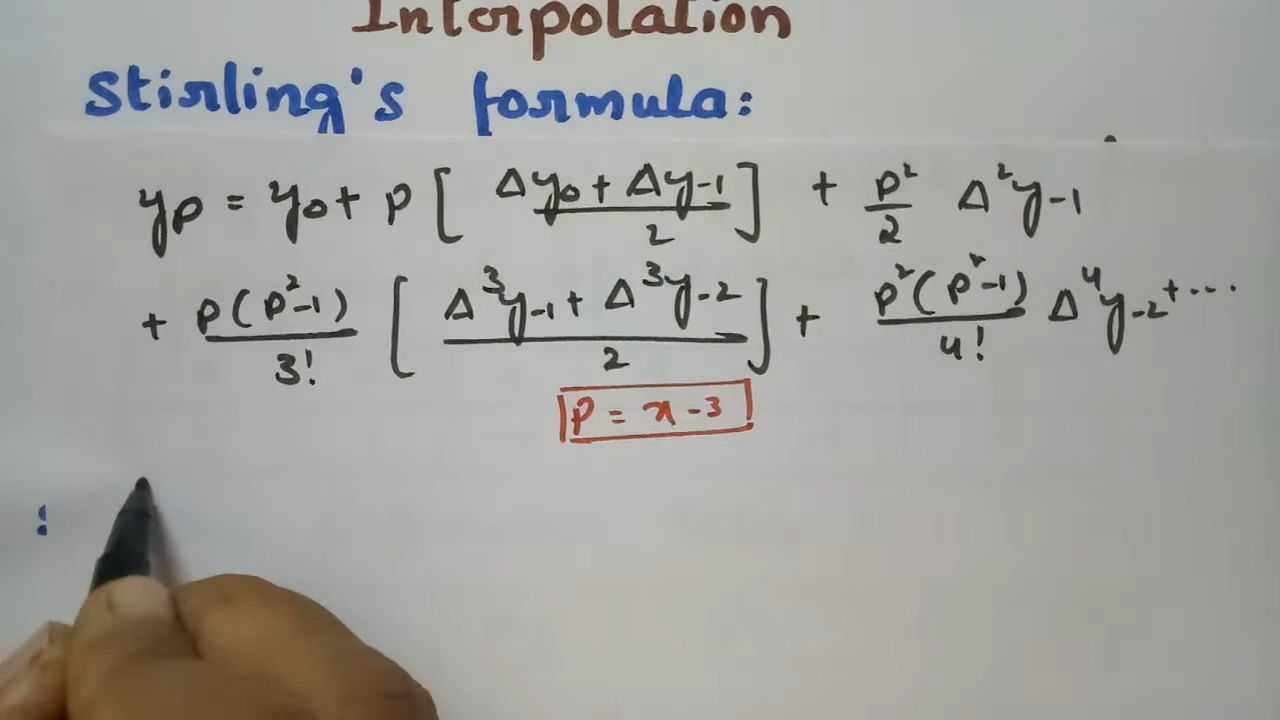 Interpolation
Stirling's formula:
yp = y0 + p [ Δy0 + Δy-1 / 2 ] + p²/2 Δ²y-1
+ p(p²-1)/3! [ Δ³y-1 + Δ³y-2 / 2 ] + p²(p²-1)/4! Δ⁴y-2 + ...
P = x-3
: